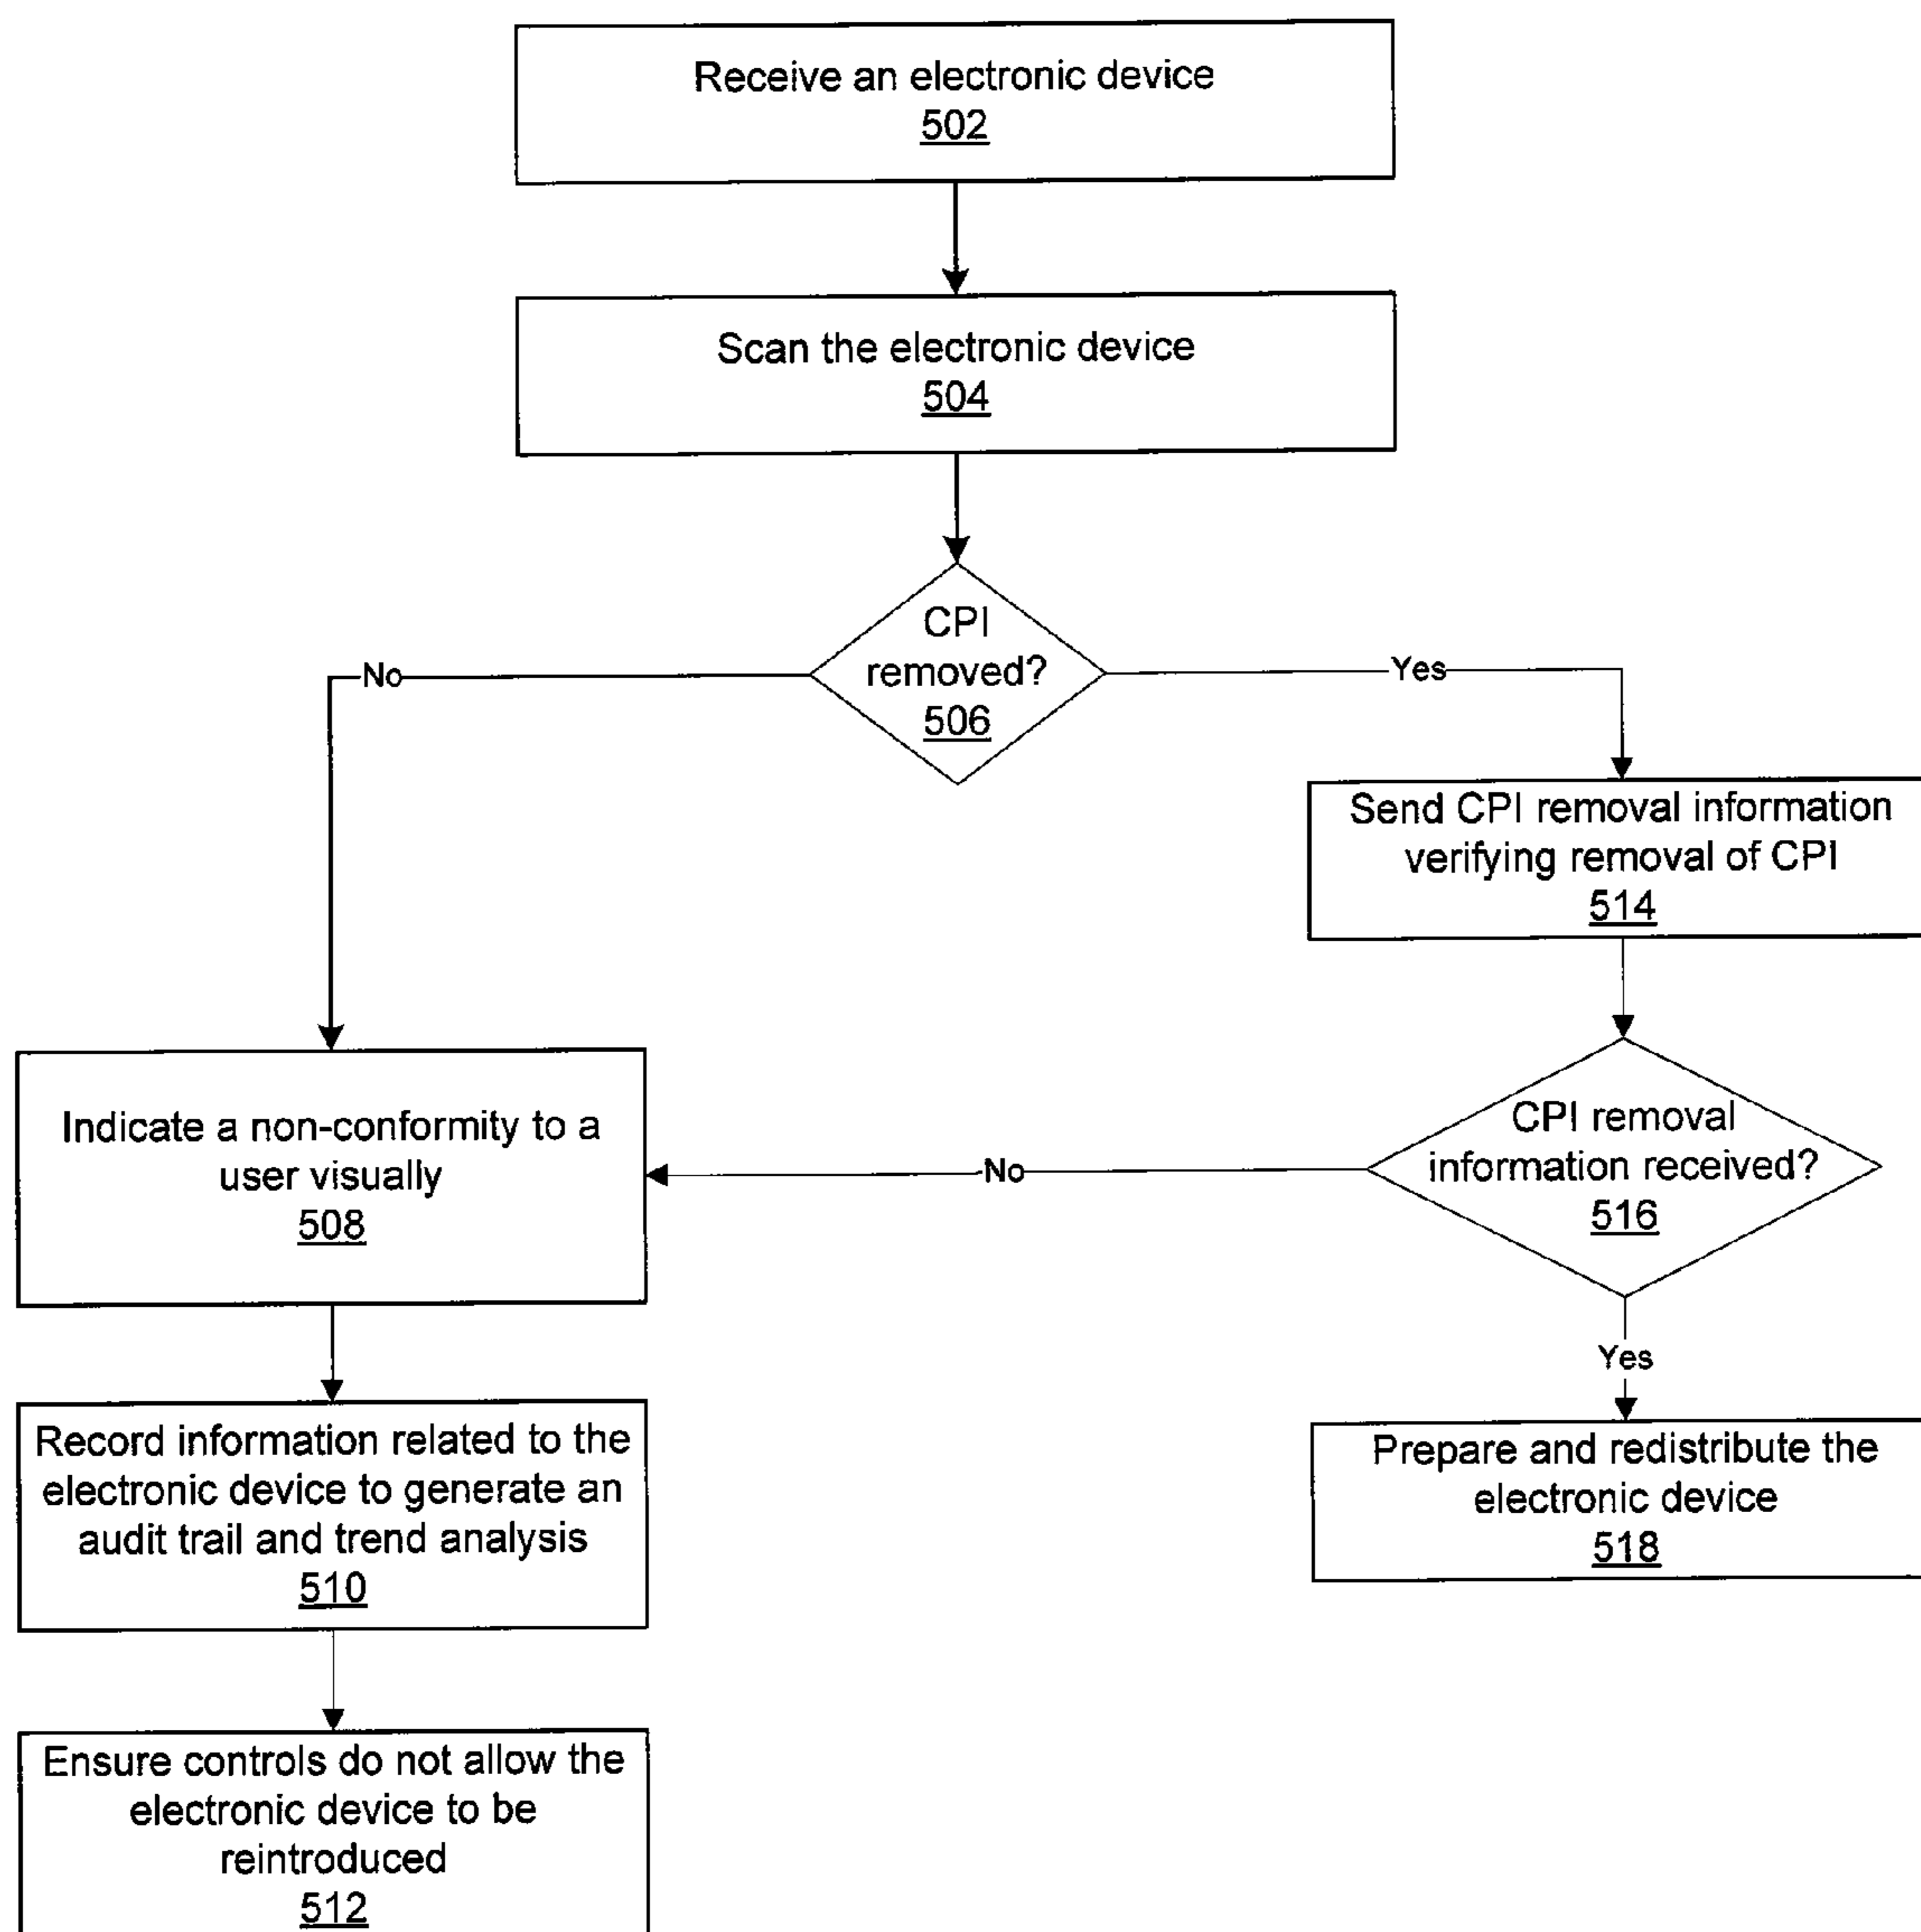 Receive an electronic device
502
Scan the electronic device
504
CPI
removed?
506
No
Yes
Send CPI removal information
verifying removal of CPI
514
Indicate a non-conformity to a
user visually
508
No
CPI removal
information received?
516
Yes
Record information related to the
electronic device to generate an
audit trail and trend analysis
510
Prepare and redistribute the
electronic device
518
Ensure controls do not allow the
electronic device to be
reintroduced
512